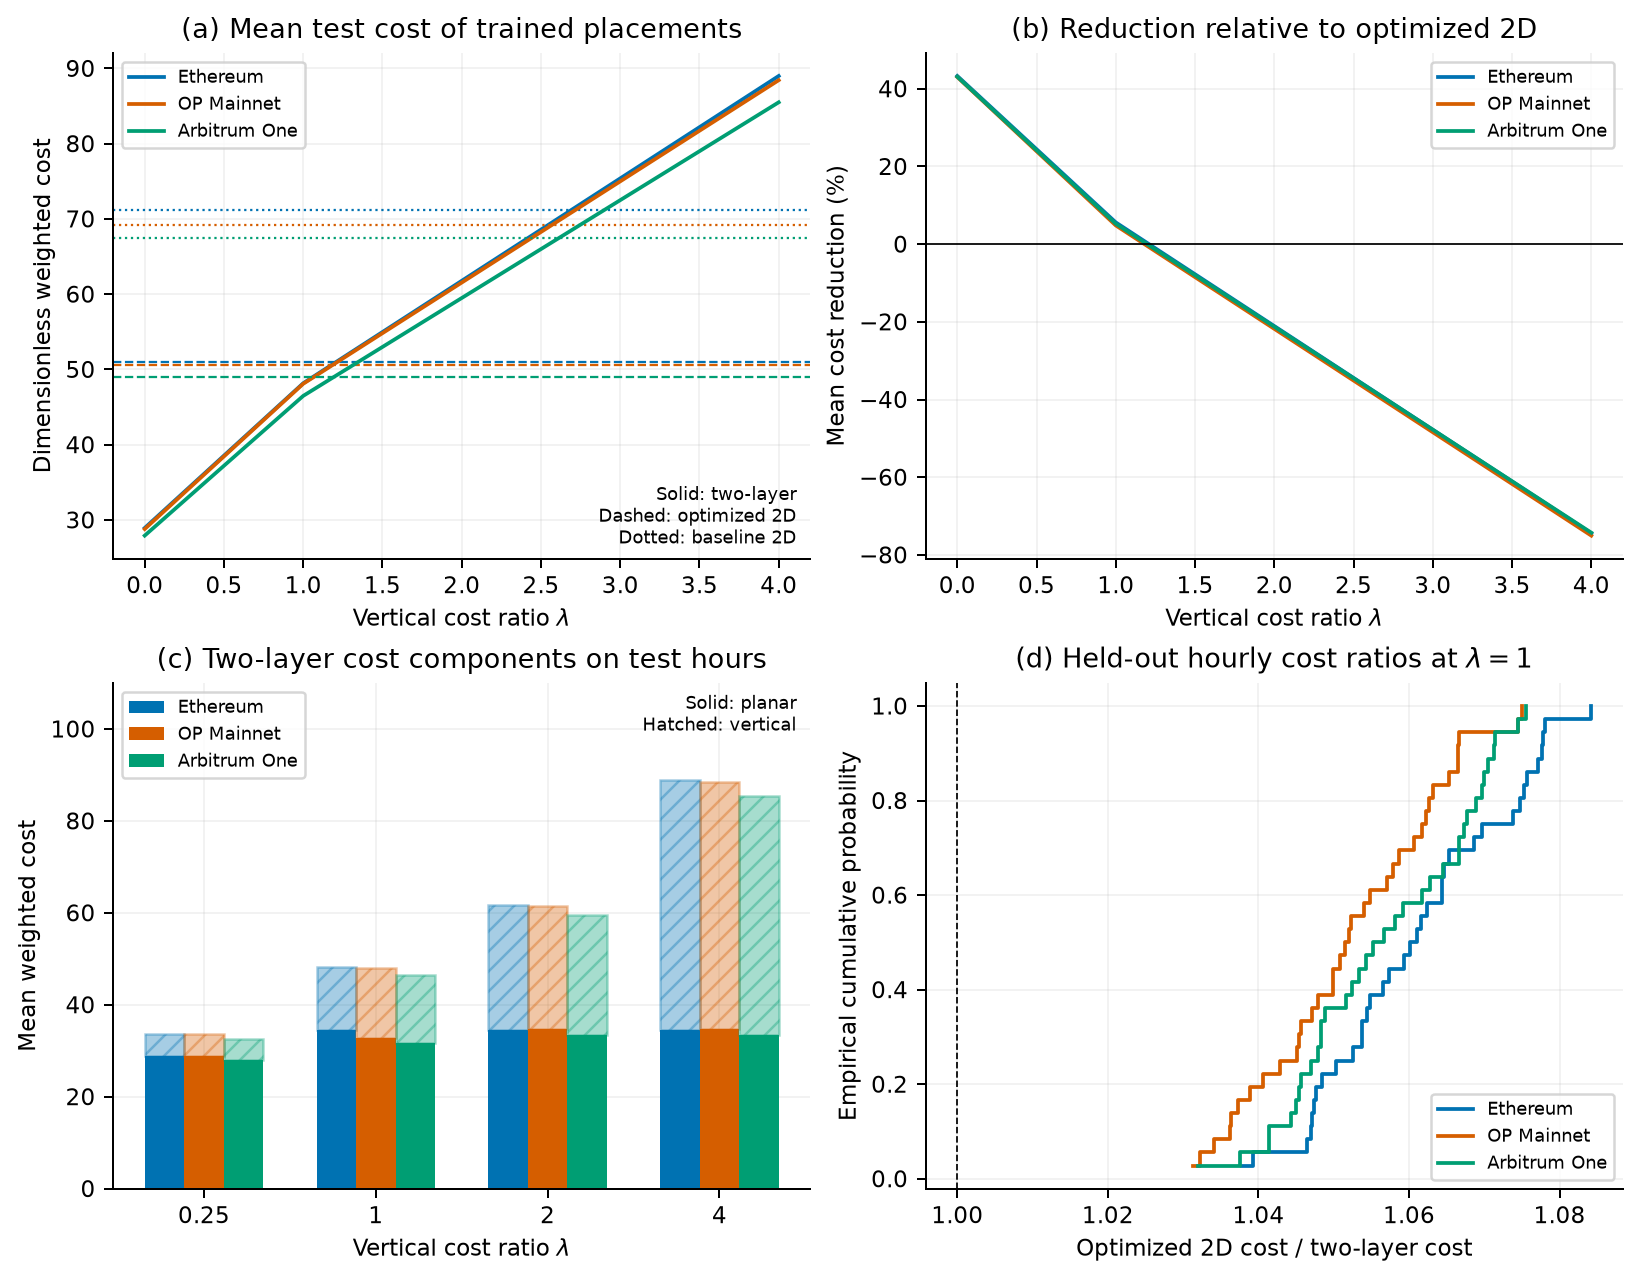 (a) Mean test cost of trained placements
Dimensionless weighted cost
90
80
70
60
50
40
30
Ethereum
OP Mainnet
Arbitrum One
Solid: two-layer
Dashed: optimized 2D
Dotted: baseline 2D
0.0 0.5 1.0 1.5 2.0 2.5 3.0 3.5 4.0
Vertical cost ratio λ
(b) Reduction relative to optimized 2D
Mean cost reduction (%)
40
20
0
−20
−40
−60
−80
Ethereum
OP Mainnet
Arbitrum One
0.0 0.5 1.0 1.5 2.0 2.5 3.0 3.5 4.0
Vertical cost ratio λ
(c) Two-layer cost components on test hours
Mean weighted cost
100
80
60
40
20
0
Ethereum
OP Mainnet
Arbitrum One
Solid: planar
Hatched: vertical
0.25 1 2 4
Vertical cost ratio λ
(d) Held-out hourly cost ratios at λ = 1
Empirical cumulative probability
1.0
0.8
0.6
0.4
0.2
0.0
Ethereum
OP Mainnet
Arbitrum One
1.00 1.02 1.04 1.06 1.08
Optimized 2D cost / two-layer cost